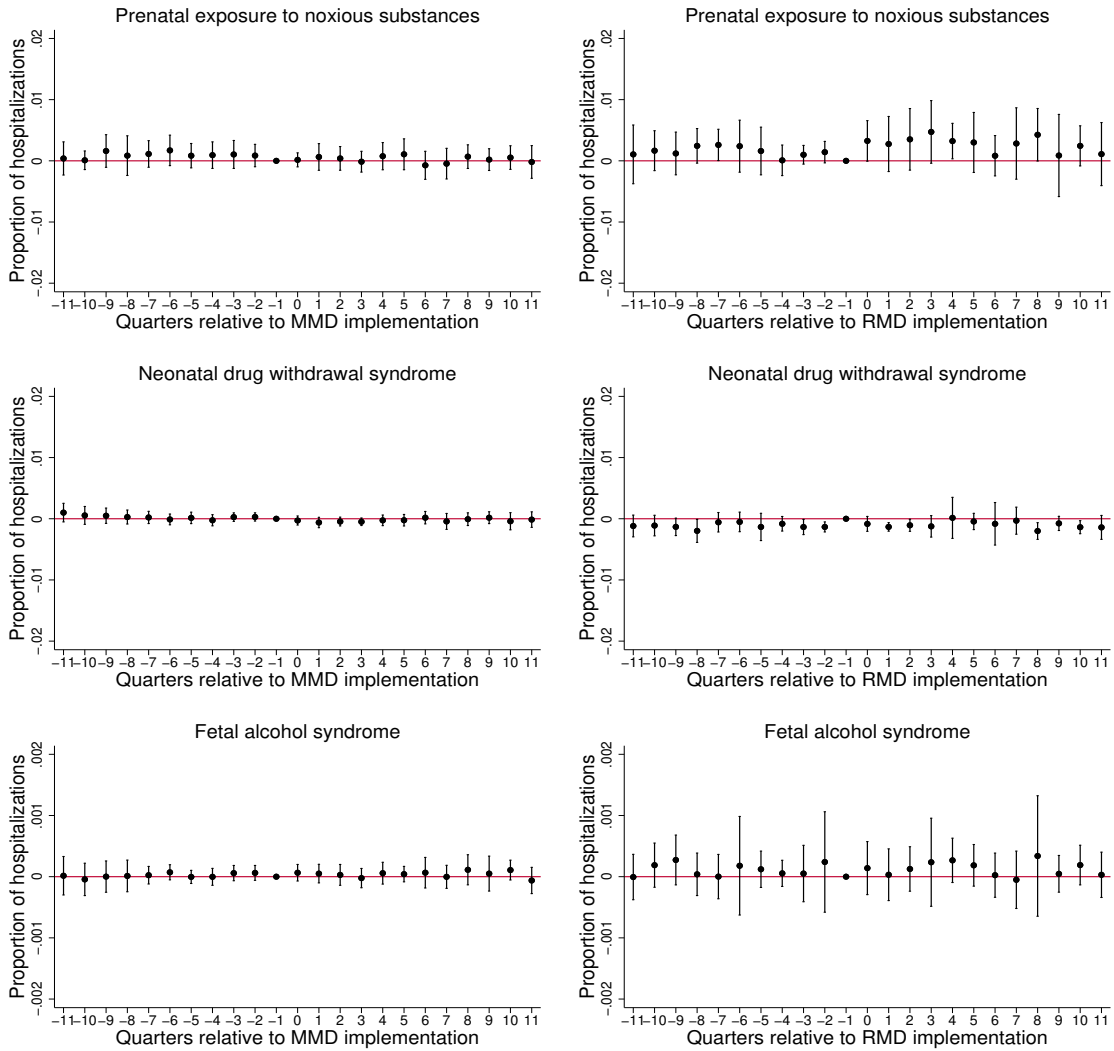 Prenatal exposure to noxious substances
Proportion of hospitalizations
.02
.01
0
-.01
-.02
-11 -10 -9 -8 -7 -6 -5 -4 -3 -2 -1 0 1 2 3 4 5 6 7 8 9 10 11
Quarters relative to MMD implementation
Prenatal exposure to noxious substances
Proportion of hospitalizations
.02
.01
0
-.01
-.02
-11 -10 -9 -8 -7 -6 -5 -4 -3 -2 -1 0 1 2 3 4 5 6 7 8 9 10 11
Quarters relative to RMD implementation
Neonatal drug withdrawal syndrome
Proportion of hospitalizations
.02
.01
0
-.01
-.02
-11 -10 -9 -8 -7 -6 -5 -4 -3 -2 -1 0 1 2 3 4 5 6 7 8 9 10 11
Quarters relative to MMD implementation
Neonatal drug withdrawal syndrome
Proportion of hospitalizations
.02
.01
0
-.01
-.02
-11 -10 -9 -8 -7 -6 -5 -4 -3 -2 -1 0 1 2 3 4 5 6 7 8 9 10 11
Quarters relative to RMD implementation
Fetal alcohol syndrome
Proportion of hospitalizations
.002
.001
0
-.001
-.002
-11 -10 -9 -8 -7 -6 -5 -4 -3 -2 -1 0 1 2 3 4 5 6 7 8 9 10 11
Quarters relative to MMD implementation
Fetal alcohol syndrome
Proportion of hospitalizations
.002
.001
0
-.001
-.002
-11 -10 -9 -8 -7 -6 -5 -4 -3 -2 -1 0 1 2 3 4 5 6 7 8 9 10 11
Quarters relative to RMD implementation